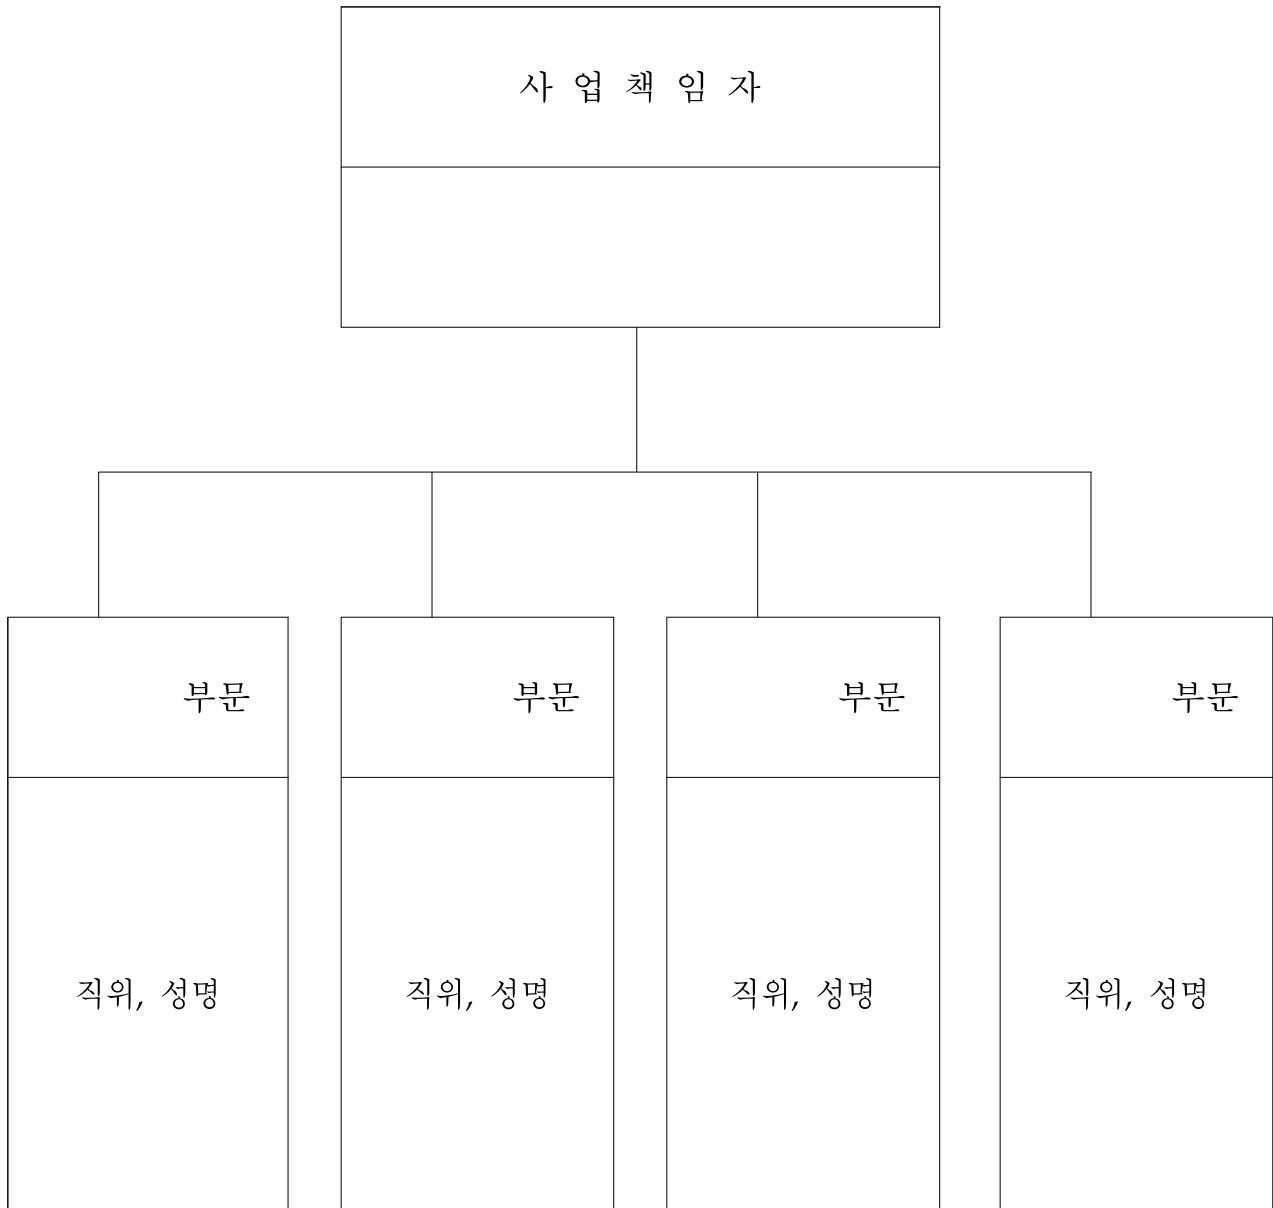 사 업 책 임 자
부문 부문 부문 부문
직위, 성명 직위, 성명 직위, 성명 직위, 성명